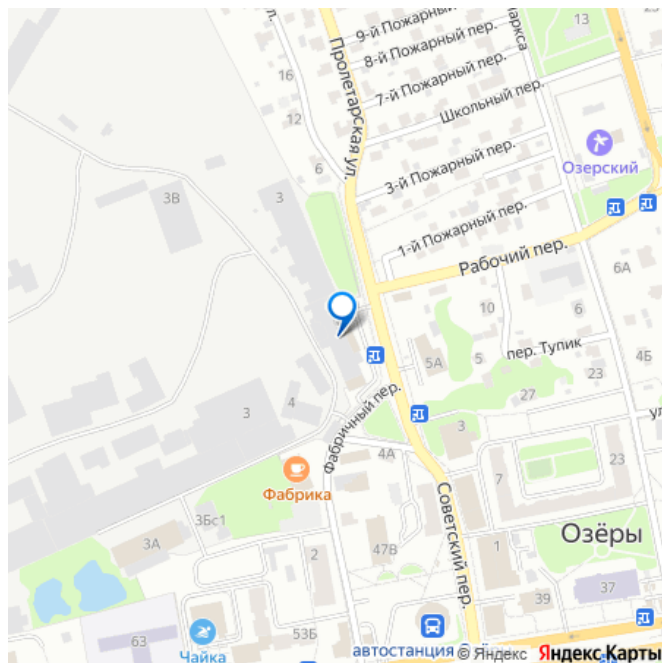 9-й Пожарный пер.
8-й Пожарный пер.
7-й Пожарный пер.
Школьный пер.
3-й Пожарный пер.
1-й Пожарный пер.
Рабочий пер.
Пролетарская ул.
ул.
13
16
12
6
3В
3
Озерский
6А
10
6
5А
5
пер. Тупик
23
4Б
27
3
4
Фабричный пер.
3
4А
Фабрика
7
23
3Бс1
3А
2
47В
Советский пер.
1
Озёры
37
39
63
53Б
Чайка
автостанция
© Яндекс Яндекс Карты